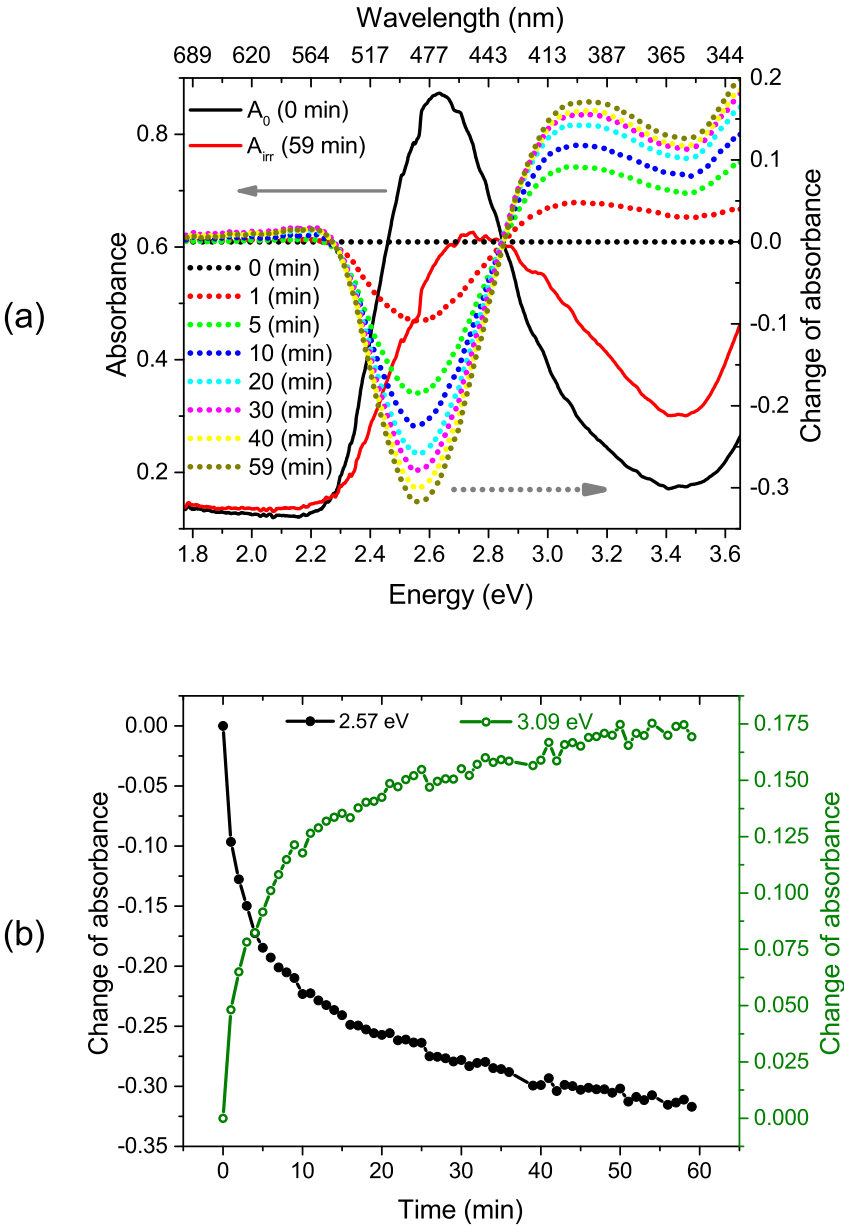 (a)
Wavelength (nm)
689 620 564 517 477 443 413 387 365 344
A0 (0 min)
Airr (59 min)
0 (min)
1 (min)
5 (min)
10 (min)
20 (min)
30 (min)
40 (min)
59 (min)
Absorbance
0.8
0.6
0.4
0.2
0.2
0.1
0.0
-0.1
-0.2
-0.3
Change of absorbance
1.8 2.0 2.2 2.4 2.6 2.8 3.0 3.2 3.4 3.6
Energy (eV)
(b)
2.57 eV 3.09 eV
Change of absorbance
0.00
-0.05
-0.10
-0.15
-0.20
-0.25
-0.30
-0.35
0.175
0.150
0.125
0.100
0.075
0.050
0.025
0.000
Change of absorbance
0 10 20 30 40 50 60
Time (min)